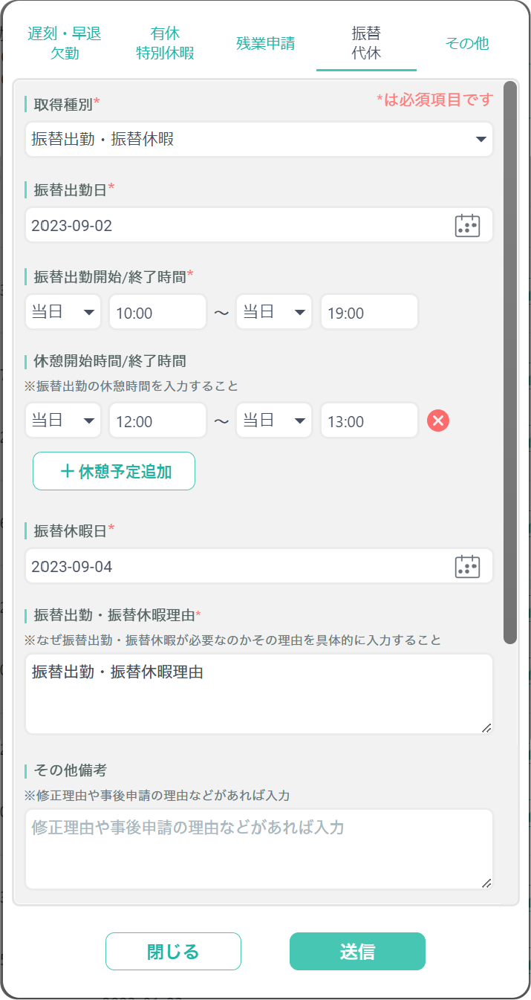 遅刻・早退
欠勤
有休
特別休暇
残業申請
振替
代休
その他
取得種別*
*は必須項目です
振替出勤・振替休暇
振替出勤日*
2023-09-02
振替出勤開始/終了時間*
当日 10:00 ～ 当日 19:00
休憩開始時間/終了時間
※振替出勤の休憩時間を入力すること
当日 12:00 ～ 当日 13:00
＋休憩予定追加
振替休暇日*
2023-09-04
振替出勤・振替休暇理由*
※なぜ振替出勤・振替休暇が必要なのかその理由を具体的に入力すること
振替出勤・振替休暇理由
その他備考
※修正理由や事後申請の理由などがあれば入力
修正理由や事後申請の理由などがあれば入力
閉じる
送信